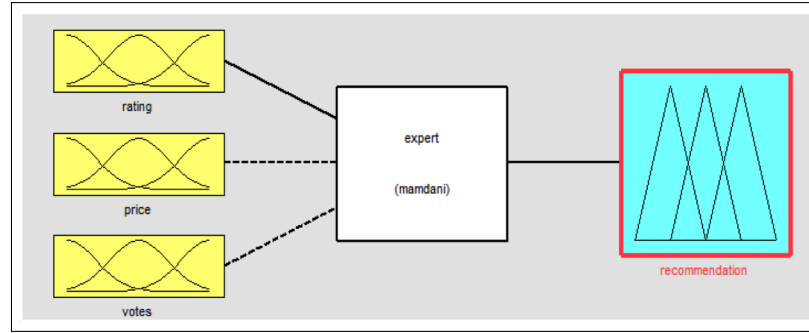 rating
expert
(mamdani)
price
votes
recommendation